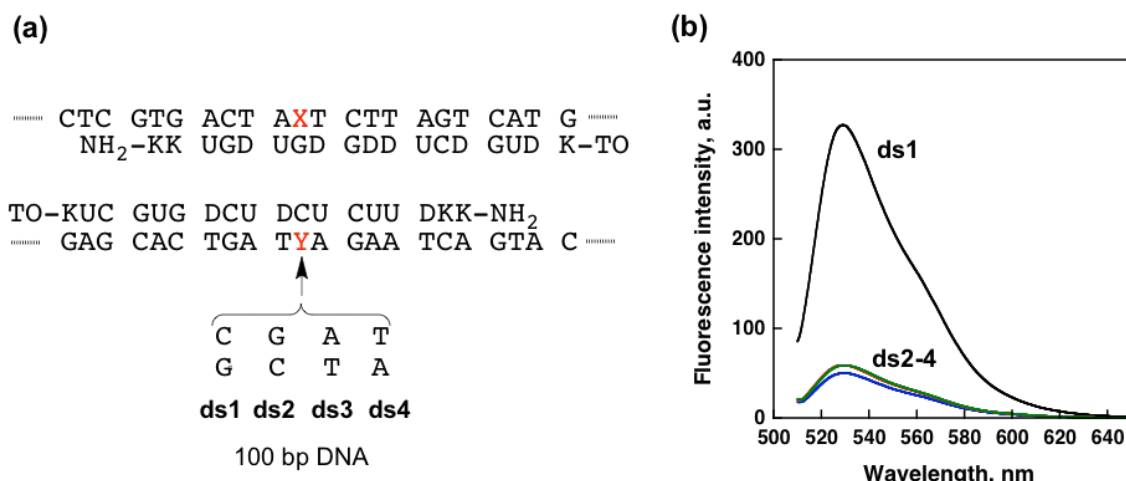 (a)
CTC GTG ACT AXT CTTT AGT CAT G
NH2-KK UGD UGD GDD UCD GUD K-TO
TO-KUC GUG DCU DCU CUU DKK-NH2
GAG CAC TGA TYA GAA TCA GTA C
C G A T
G C T A
ds1 ds2 ds3 ds4
100 bp DNA
(b)
Fluorescence intensity, a.u.
400
300
200
100
0
ds1
ds2-4
500 520 540 560 580 600 620 640
Wavelength, nm